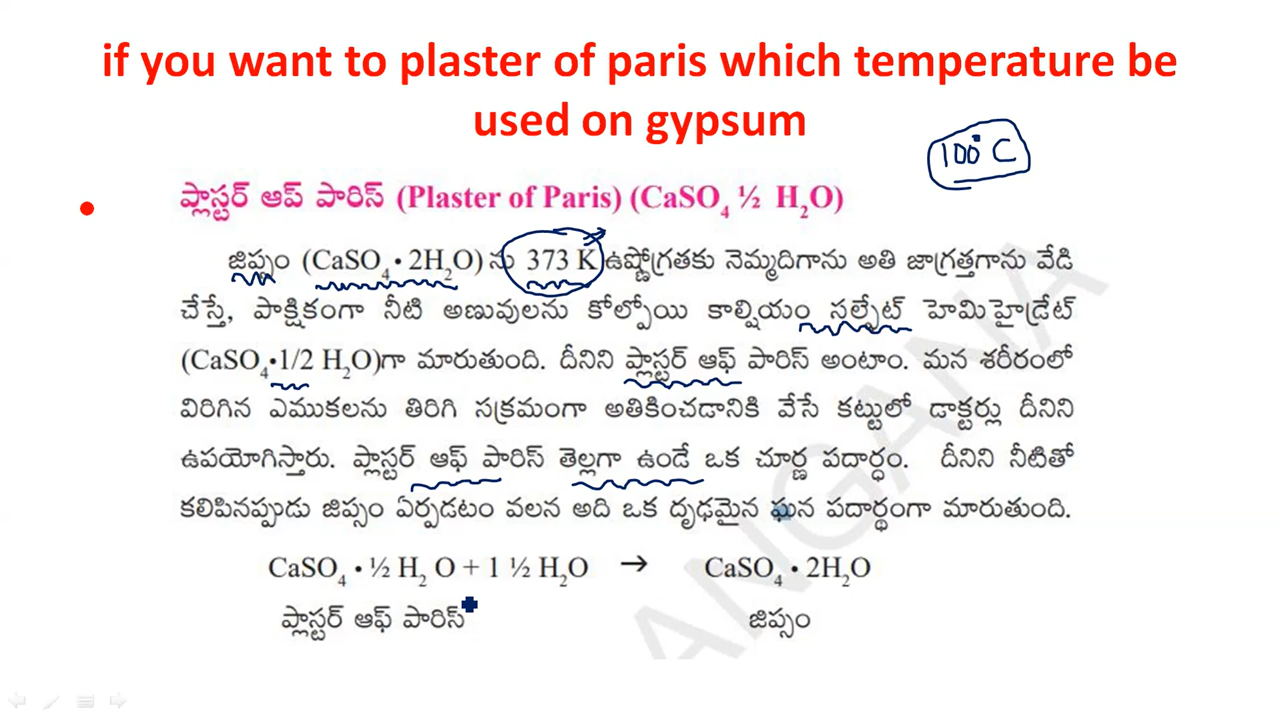 if you want to plaster of paris which temperature be
used on gypsum
100° C
ప్లాస్టర్ ఆప్ పారిస్ (Plaster of Paris) (CaSO₄ ½ H₂O)
జిప్సం (CaSO₄ • 2H₂O) ను 373 K ఉష్ణోగ్రతకు నెమ్మదిగాను అతి జాగ్రత్తగాను వేడి
చేస్తే, పాక్షికంగా నీటి అణువులను కోల్పోయి కాల్షియం సల్ఫేట్ హెమిహైడ్రేట్
(CaSO₄•1/2 H₂O)గా మారుతుంది. దీనిని ప్లాస్టర్ ఆఫ్ పారిస్ అంటాం. మన శరీరంలో
విరిగిన ఎముకలను తిరిగి సక్రమంగా అతికించడానికి వేసే కట్టులో డాక్టర్లు దీనిని
ఉపయోగిస్తారు. ప్లాస్టర్ ఆఫ్ పారిస్ తెల్లగా ఉండే ఒక చూర్ణ పదార్ధం. దీనిని నీటితో
కలిపినప్పుడు జిప్సం ఏర్పడటం వలన అది ఒక దృఢమైన ఘన పదార్థంగా మారుతుంది.
CaSO₄ • ½ H₂ O + 1 ½ H₂O → CaSO₄ • 2H₂O
ప్లాస్టర్ ఆఫ్ పారిస్ జిప్సం